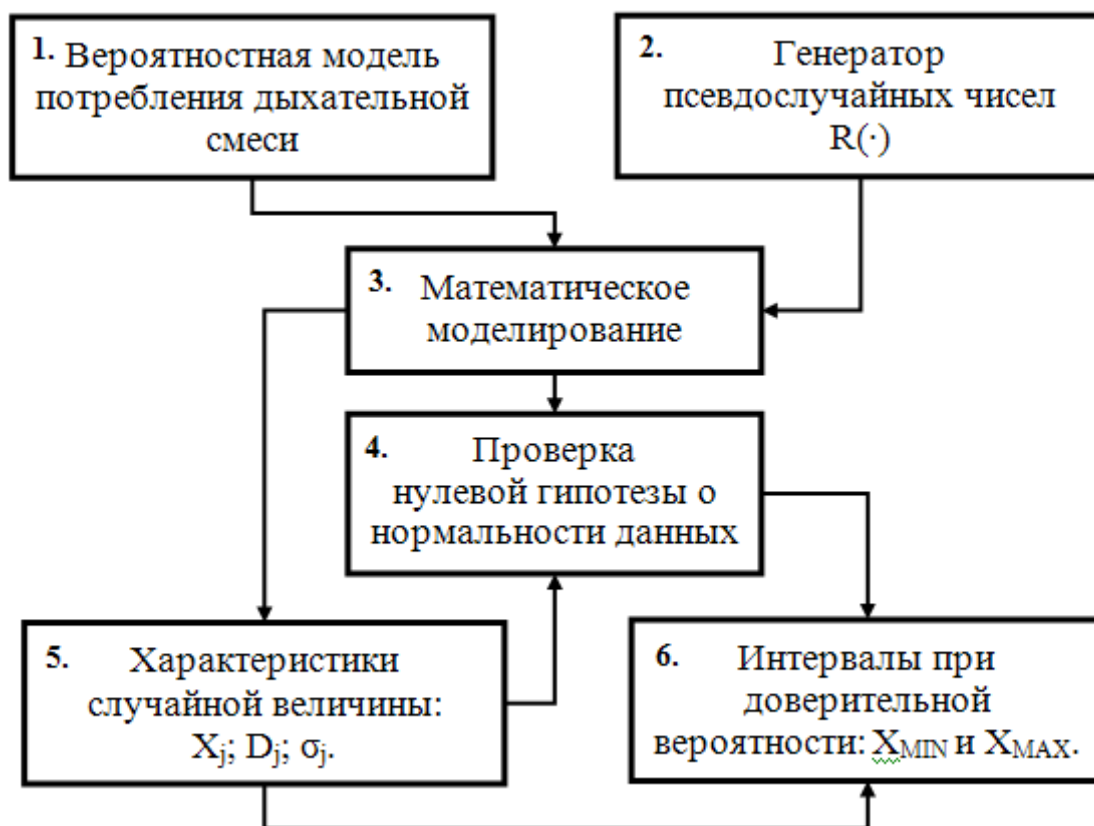 1. Вероятностная модель
потребления дыхательной
смеси
2. Генератор
псевдослучайных чисел
R(·)
3. Математическое
моделирование
4. Проверка
нулевой гипотезы о
нормальности данных
5. Характеристики
случайной величины:
Xj; Dj; σj.
6. Интервалы при
доверительной
вероятности: XMIN и XMAX.